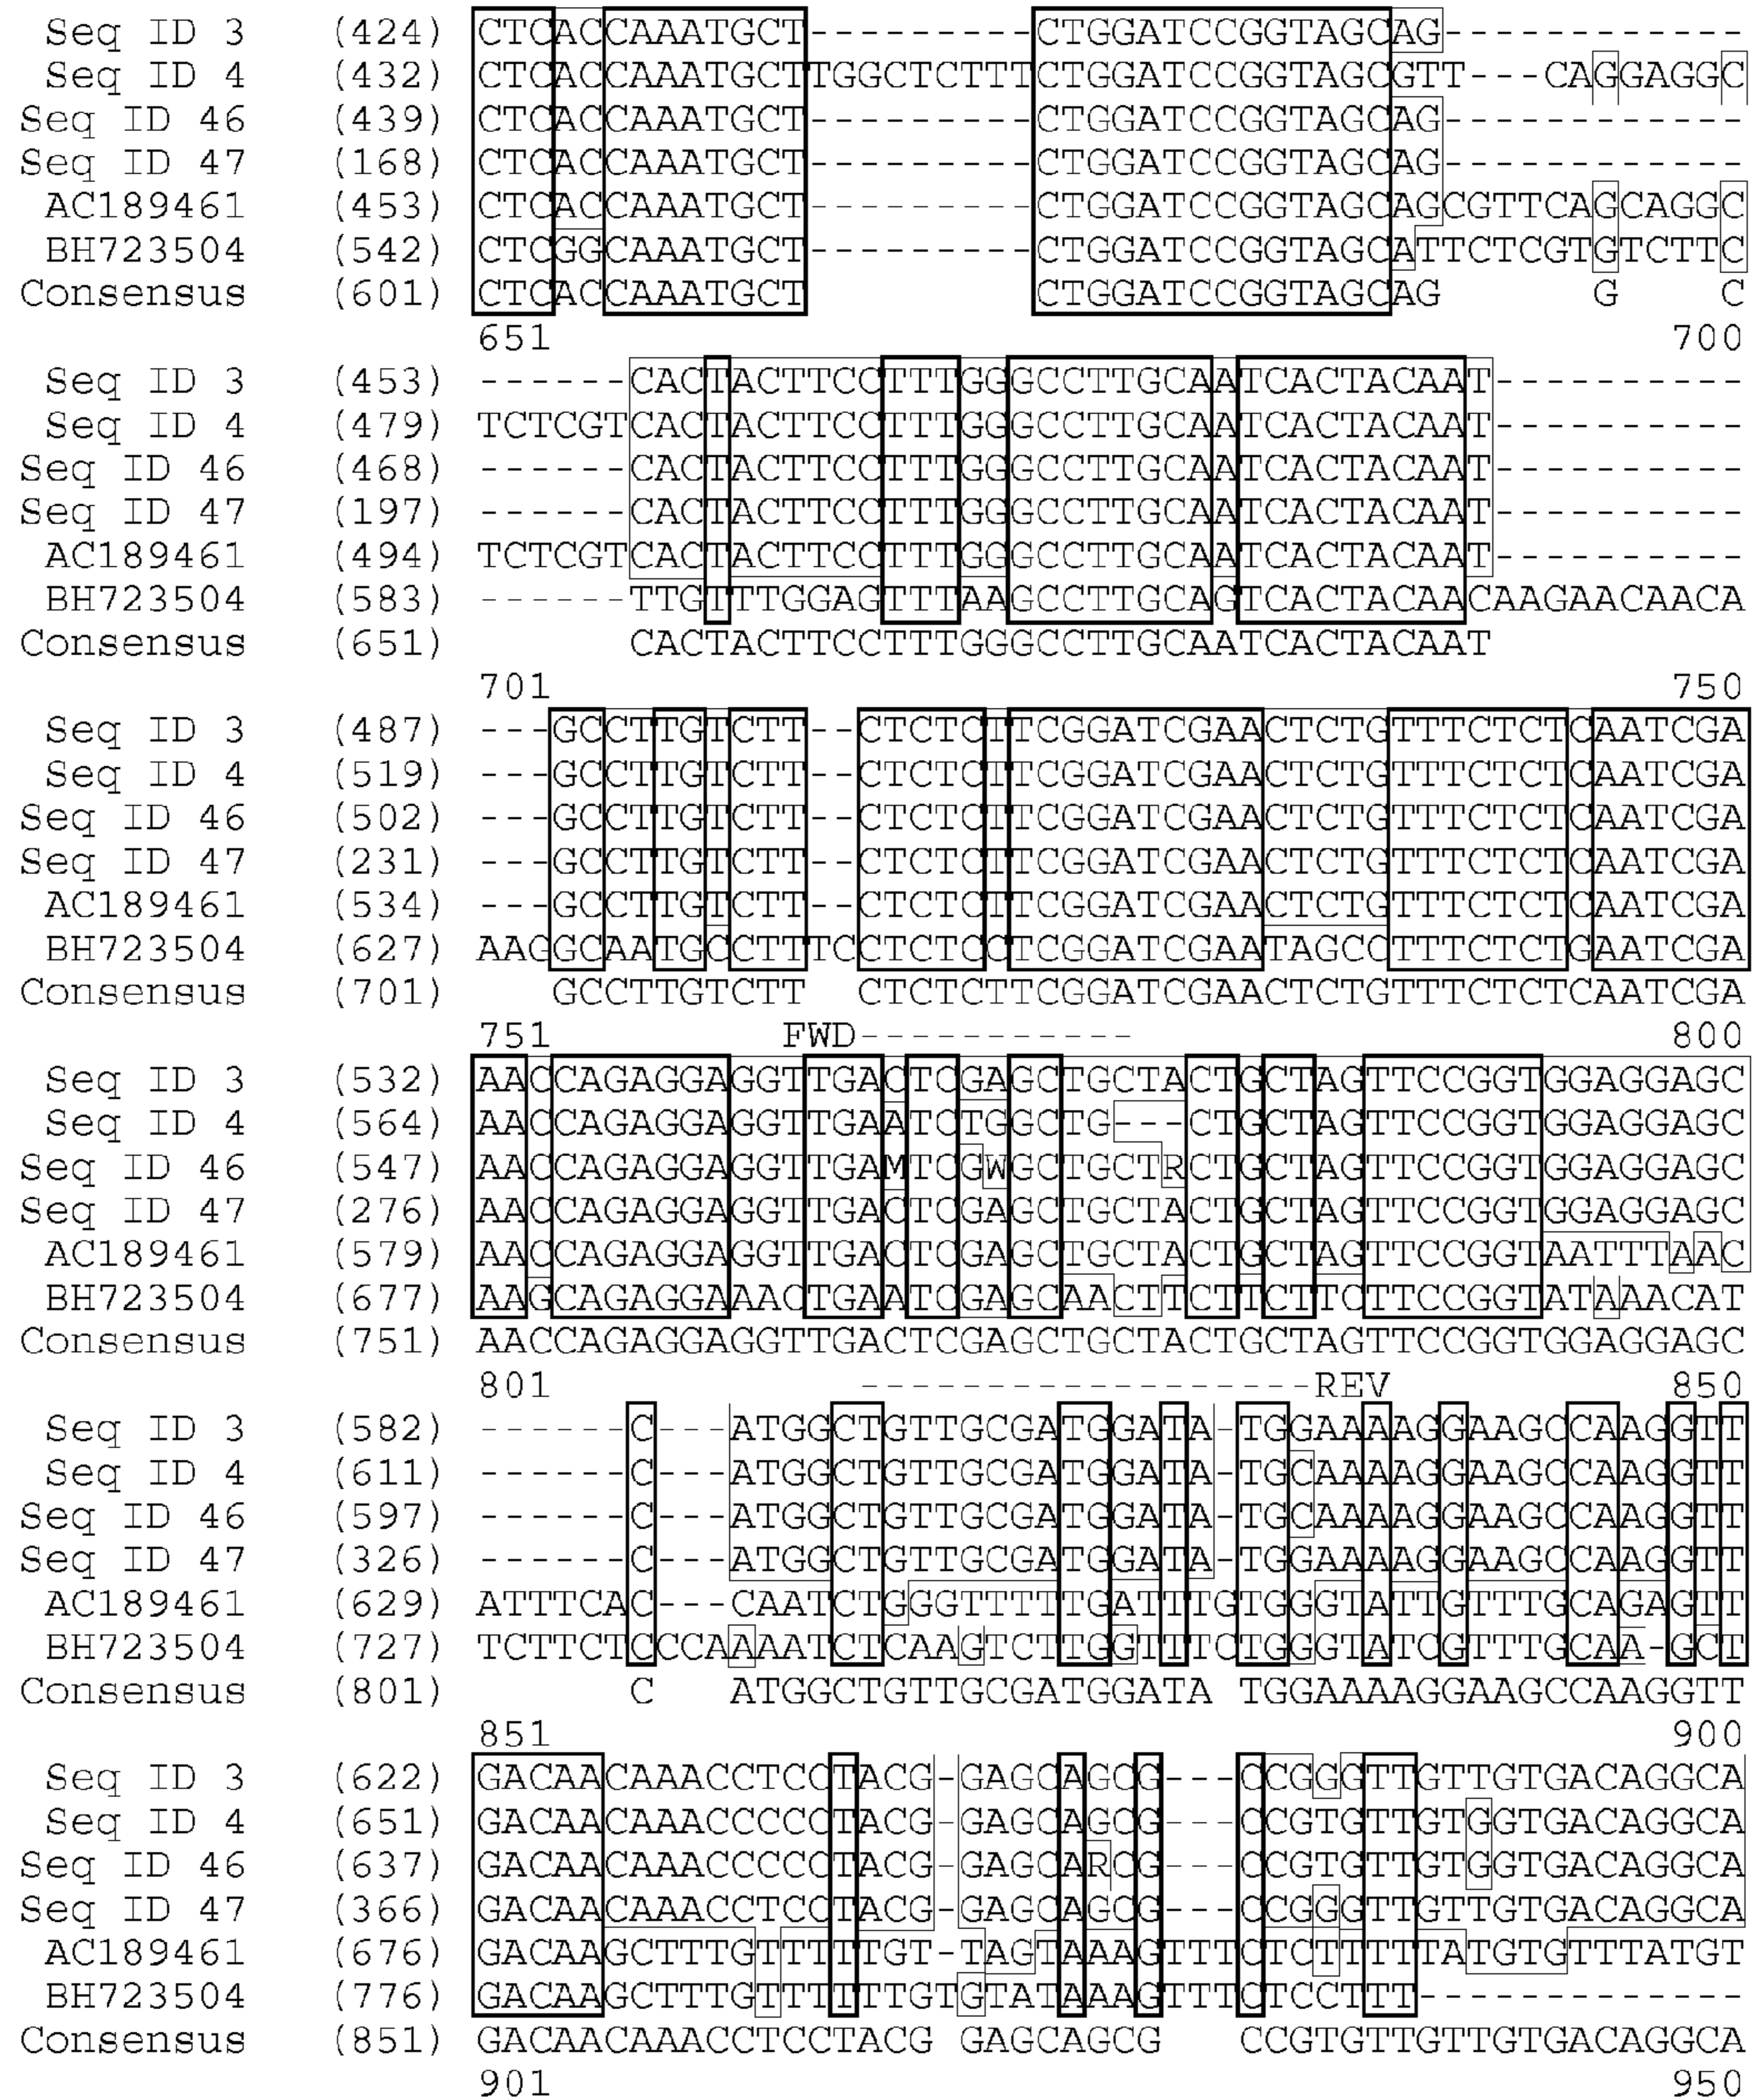 Seq ID 3 (424) CTCACCAAATGCT---------CTGGATCCGGTAGCAG------------
Seq ID 4 (432) CTCACCAAATGCTTGGCTCTTTCTGGATCCGGTAGCGTT---CAGGAGGC
Seq ID 46 (439) CTCACCAAATGCT---------CTGGATCCGGTAGCAG------------
Seq ID 47 (168) CTCACCAAATGCT---------CTGGATCCGGTAGCAG------------
AC189461 (453) CTCACCAAATGCT---------CTGGATCCGGTAGCAGCGTTCAGCAGGC
BH723504 (542) CTCGGCAAATGCT---------CTGGATCCGGTAGCATTCTCGTGTCTTC
Consensus (601) CTCACCAAATGCT         CTGGATCCGGTAGCAG      G    C
651 700
Seq ID 3 (453) ------CACTACTTCCTTTGGGCCTTGCAATCACTACAAT----------
Seq ID 4 (479) TCTCGTCACTACTTCCTTTGGGCCTTGCAATCACTACAAT----------
Seq ID 46 (468) ------CACTACTTCCTTTGGGCCTTGCAATCACTACAAT----------
Seq ID 47 (197) ------CACTACTTCCTTTGGGCCTTGCAATCACTACAAT----------
AC189461 (494) TCTCGTCACTACTTCCTTTGGGCCTTGCAATCACTACAAT----------
BH723504 (583) ------TTGTTTGGAGTTTAAGCCTTGCAGTCACTACAACAAGAACAACA
Consensus (651)       CACTACTTCCTTTGGGCCTTGCAATCACTACAAT
701 750
Seq ID 3 (487) ---GCCTTGTCTT--CTCTCTTCGGATCGAACTCTGTTTCTCTCAATCGA
Seq ID 4 (519) ---GCCTTGTCTT--CTCTCTTCGGATCGAACTCTGTTTCTCTCAATCGA
Seq ID 46 (502) ---GCCTTGTCTT--CTCTCTTCGGATCGAACTCTGTTTCTCTCAATCGA
Seq ID 47 (231) ---GCCTTGTCTT--CTCTCTTCGGATCGAACTCTGTTTCTCTCAATCGA
AC189461 (534) ---GCCTTGTCTT--CTCTCTTCGGATCGAACTCTGTTTCTCTCAATCGA
BH723504 (627) AAGGCAATGCCTTTCCTCTCCTCGGATCGAATAGCCTTTCTCTGAATCGA
Consensus (701)    GCCTTGTCTT  CTCTCTTCGGATCGAACTCTGTTTCTCTCAATCGA
751 FWD----------- 800
Seq ID 3 (532) AACCAGAGGAGGTTGACTCGAGCTGCTACTGCTAGTTCCGGTGGAGGAGC
Seq ID 4 (564) AACCAGAGGAGGTTGAATCTGGCTG---CTGCTAGTTCCGGTGGAGGAGC
Seq ID 46 (547) AACCAGAGGAGGTTGAMTCGWGCTGCTRCTGCTAGTTCCGGTGGAGGAGC
Seq ID 47 (276) AACCAGAGGAGGTTGACTCGAGCTGCTACTGCTAGTTCCGGTGGAGGAGC
AC189461 (579) AACCAGAGGAGGTTGACTCGAGCTGCTACTGCTAGTTCCGGTAATTTAAC
BH723504 (677) AAGCAGAGGAAACTGAATCGAGCAACTTCTTCTTCTTCCGGTATAAACAT
Consensus (751) AACCAGAGGAGGTTGACTCGAGCTGCTACTGCTAGTTCCGGTGGAGGAGC
801 ------------------REV 850
Seq ID 3 (582) ------C---ATGGCTGTTGCGATGGATA-TGGAAAAGGAAGCCAAGGTT
Seq ID 4 (611) ------C---ATGGCTGTTGCGATGGATA-TGCAAAAGGAAGCCAAGGTT
Seq ID 46 (597) ------C---ATGGCTGTTGCGATGGATA-TGCAAAAGGAAGCCAAGGTT
Seq ID 47 (326) ------C---ATGGCTGTTGCGATGGATA-TGGAAAAGGAAGCCAAGGTT
AC189461 (629) ATTTCAC---CAATCTGGGTTTTTGATTTGTGGGTATTGTTTGCAGAGTT
BH723504 (727) TCTTCTCCCAAAATCTCAAGTCTTGGTTTCTGGGTATCGTTTGCAA-GCT
Consensus (801)       C   ATGGCTGTTGCGATGGATA TGGAAAAGGAAGCCAAGGTT
851 900
Seq ID 3 (622) GACAACAAACCTCCTACG-GAGCAGCG---CCGGGTTGTTGTGACAGGCA
Seq ID 4 (651) GACAACAAACCCCCTACG-GAGCAGCG---CCGTGTTGTGGTGACAGGCA
Seq ID 46 (637) GACAACAAACCCCCTACG-GAGCARCG---CCGTGTTGTGGTGACAGGCA
Seq ID 47 (366) GACAACAAACCTCCTACG-GAGCAGCG---CCGGGTTGTTGTGACAGGCA
AC189461 (676) GACAAGCTTTGTTTTTGT-TAGTAAAGTTTCTCTTTTTATGTGTTTATGT
BH723504 (776) GACAAGCTTTGTTTTTTGTGTATAAAGTTTCTCCTTT-------------
Consensus (851) GACAACAAACCTCCTACG GAGCAGCG   CCGTGTTGTTGTGACAGGCA
901 950